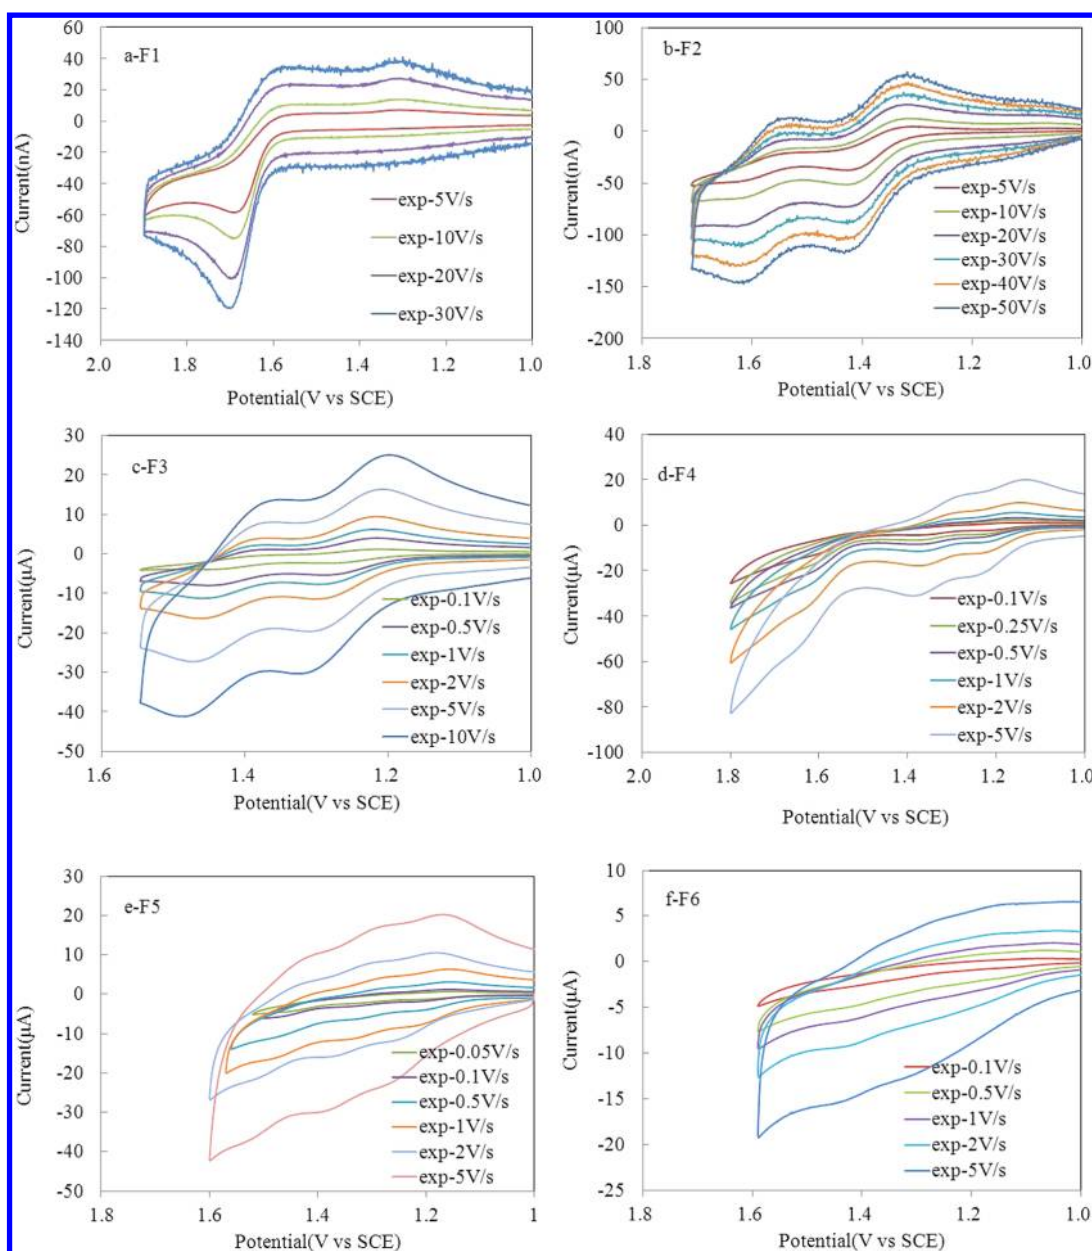 a-F1
60
40
20
0
-20
-40
-60
-80
-100
-120
-140
Current(nA)
exp-5V/s
exp-10V/s
exp-20V/s
exp-30V/s
2.0 1.8 1.6 1.4 1.2 1.0
Potential(V vs SCE)
b-F2
100
50
0
-50
-100
-150
-200
Current(nA)
exp-5V/s
exp-10V/s
exp-20V/s
exp-30V/s
exp-40V/s
exp-50V/s
1.8 1.6 1.4 1.2 1.0
Potential(V vs SCE)
c-F3
30
20
10
0
-10
-20
-30
-40
-50
Current(μA)
exp-0.1V/s
exp-0.5V/s
exp-1V/s
exp-2V/s
exp-5V/s
exp-10V/s
1.6 1.4 1.2 1.0
Potential(V vs SCE)
d-F4
40
20
0
-20
-40
-60
-80
-100
Current(μA)
exp-0.1V/s
exp-0.25V/s
exp-0.5V/s
exp-1V/s
exp-2V/s
exp-5V/s
2.0 1.8 1.6 1.4 1.2 1.0
Potential(V vs SCE)
e-F5
30
20
10
0
-10
-20
-30
-40
-50
Current(μA)
exp-0.05V/s
exp-0.1V/s
exp-0.5V/s
exp-1V/s
exp-2V/s
exp-5V/s
1.8 1.6 1.4 1.2 1
Potential(V vs SCE)
f-F6
10
5
0
-5
-10
-15
-20
-25
Current(μA)
exp-0.1V/s
exp-0.5V/s
exp-1V/s
exp-2V/s
exp-5V/s
1.8 1.6 1.4 1.2 1.0
Potential(V vs SCE)